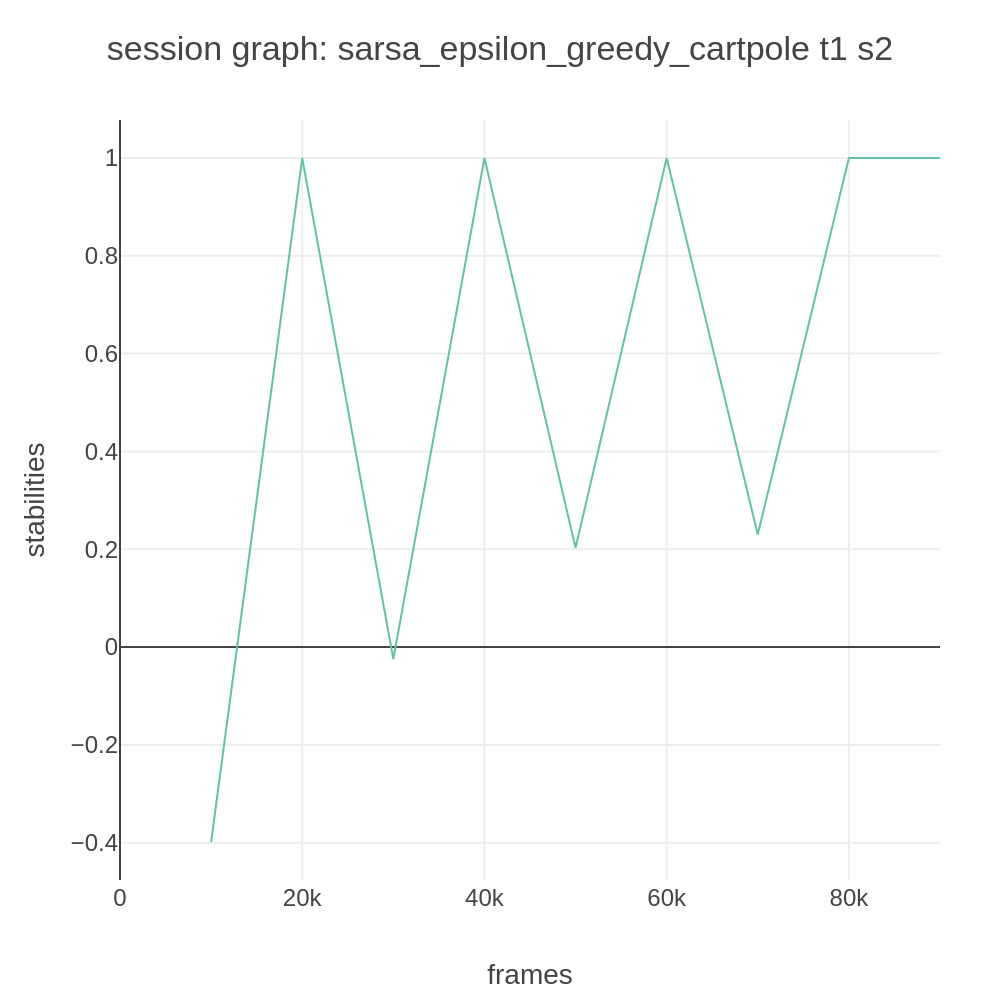 session graph: sarsa_epsilon_greedy_cartpole t1 s2
1
0.8
0.6
0.4
0.2
0
−0.2
−0.4
stabilities
0 20k 40k 60k 80k
frames